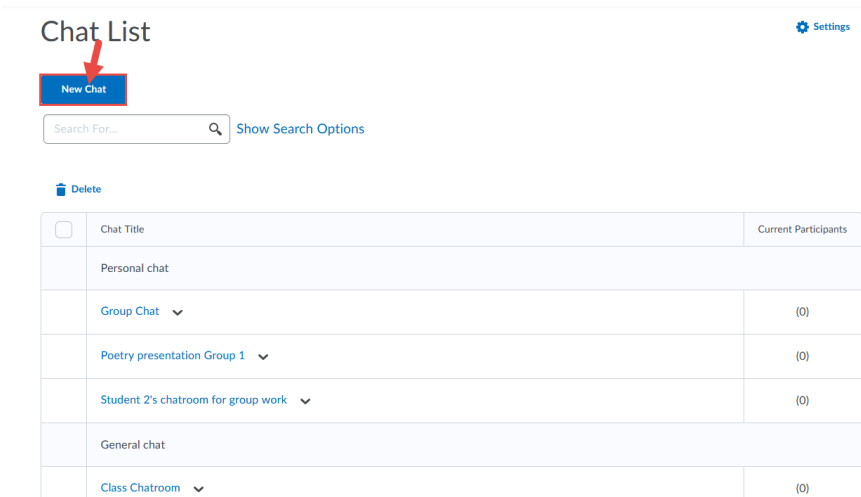 Chat List
Settings
New Chat
Search For...
Show Search Options
Delete
Chat Title
Current Participants
Personal chat
Group Chat
(0)
Poetry presentation Group 1
(0)
Student 2's chatroom for group work
(0)
General chat
Class Chatroom
(0)